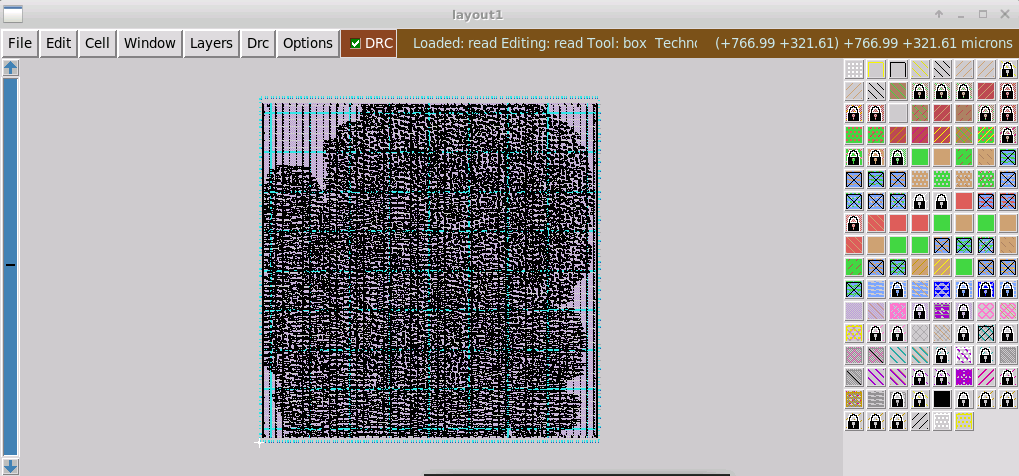 layout1
File Edit Cell Window Layers Drc Options DRC Loaded: read Editing: read Tool: box Techn (+766.99 +321.61) +766.99 +321.61 microns